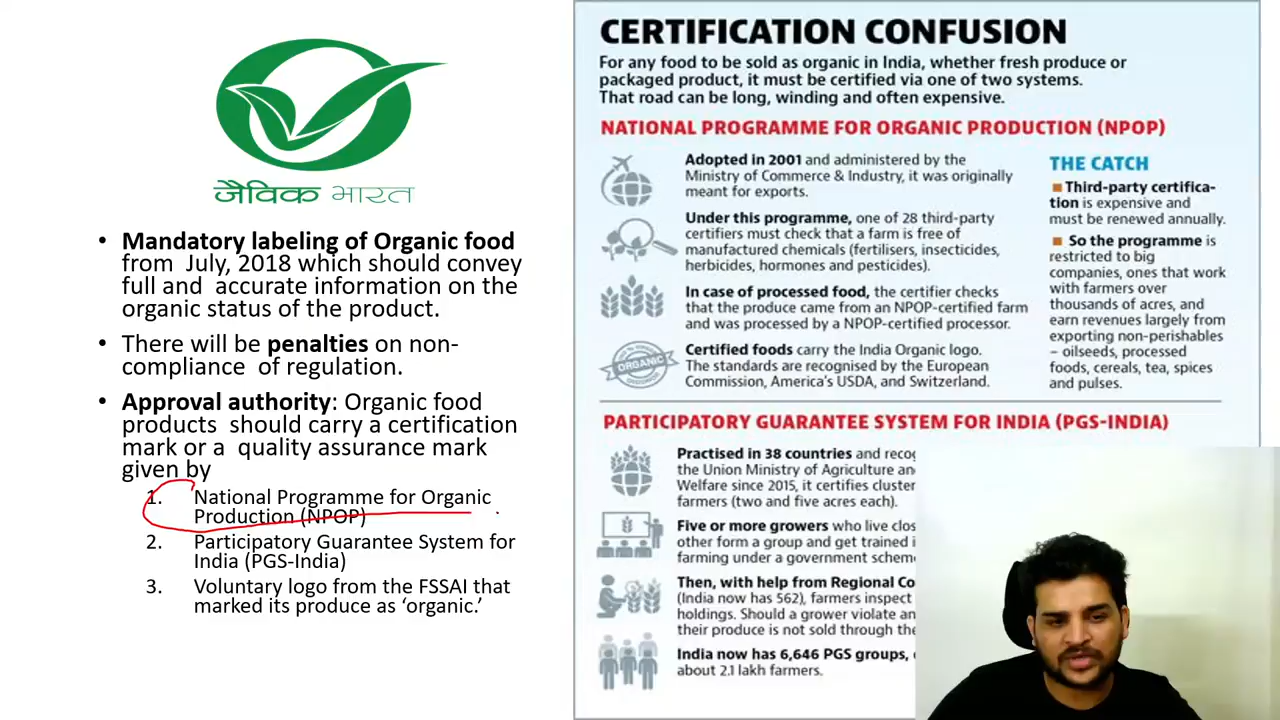 जैविक भारत
• Mandatory labeling of Organic food
from July, 2018 which should convey
full and accurate information on the
organic status of the product.
• There will be penalties on non-
compliance of regulation.
• Approval authority: Organic food
products should carry a certification
mark or a quality assurance mark
given by
1. National Programme for Organic
Production (NPOP)
2. Participatory Guarantee System for
India (PGS-India)
3. Voluntary logo from the FSSAI that
marked its produce as ‘organic.’
CERTIFICATION CONFUSION
For any food to be sold as organic in India, whether fresh produce or
packaged product, it must be certified via one of two systems.
That road can be long, winding and often expensive.
NATIONAL PROGRAMME FOR ORGANIC PRODUCTION (NPOP)
Adopted in 2001 and administered by the
Ministry of Commerce & Industry, it was originally
meant for exports.
Under this programme, one of 28 third-party
certifiers must check that a farm is free of
manufactured chemicals (fertilisers, insecticides,
herbicides, hormones and pesticides).
In case of processed food, the certifier checks
that the produce came from an NPOP-certified farm
and was processed by a NPOP-certified processor.
ORGANIC
Certified foods carry the India Organic logo.
The standards are recognised by the European
Commission, America's USDA, and Switzerland.
THE CATCH
Third-party certifica-
tion is expensive and
must be renewed annually.
So the programme is
restricted to big
companies, ones that work
with farmers over
thousands of acres, and
earn revenues largely from
exporting non-perishables
– oilseeds, processed
foods, cereals, tea, spices
and pulses.
PARTICIPATORY GUARANTEE SYSTEM FOR INDIA (PGS-INDIA)
Practised in 38 countries and
the Union Ministry of Agriculture
Welfare since 2015, it certifies
farmers (two and five acres each).
Five or more growers who live
other form a group and get trained
farming under a government
Then, with help from Regional
(India now has 562), farmers inspect
holdings. Should a grower violate
their produce is not sold through
India now has 6,646 PGS groups,
about 2.1 lakh farmers.